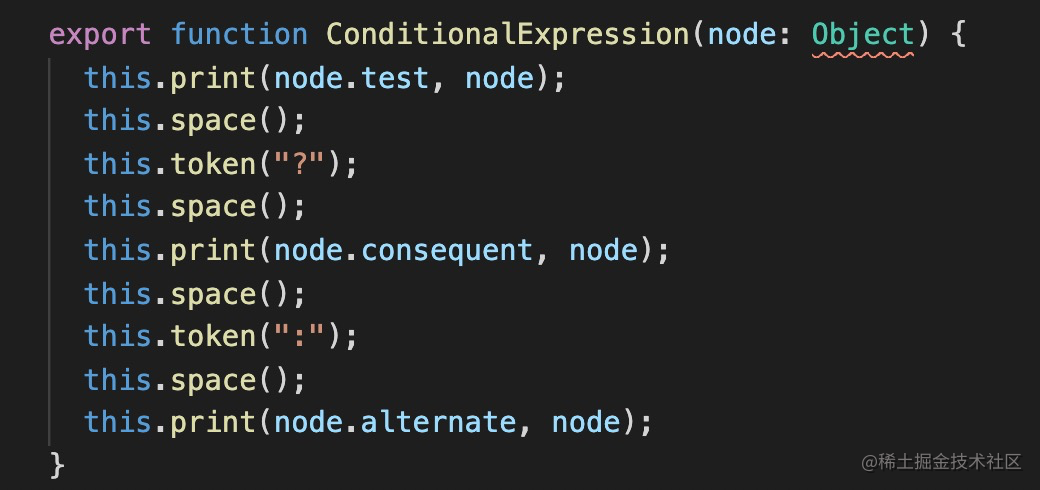 export function ConditionalExpression(node: Object) {
  this.print(node.test, node);
  this.space();
  this.token("?");
  this.space();
  this.print(node.consequent, node);
  this.space();
  this.token(":");
  this.space();
  this.print(node.alternate, node);
}
@稀土掘金技术社区